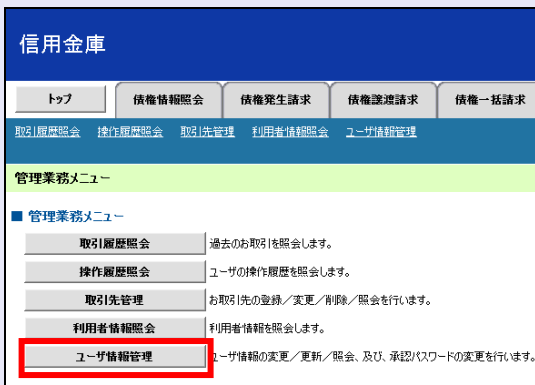 信用金庫
トップ 債権情報照会 債権発生請求 債権譲渡請求 債権一括請求
取引履歴照会 操作履歴照会 取引先管理 利用者情報照会 ユーザ情報管理
管理業務メニュー
■ 管理業務メニュー
取引履歴照会 過去のお取引を照会します。
操作履歴照会 ユーザの操作履歴を照会します。
取引先管理 お取引先の登録／変更／削除／照会を行います。
利用者情報照会 利用者情報を照会します。
ユーザ情報管理 ユーザ情報の変更／更新／照会、及び、承認パスワードの変更を行います。